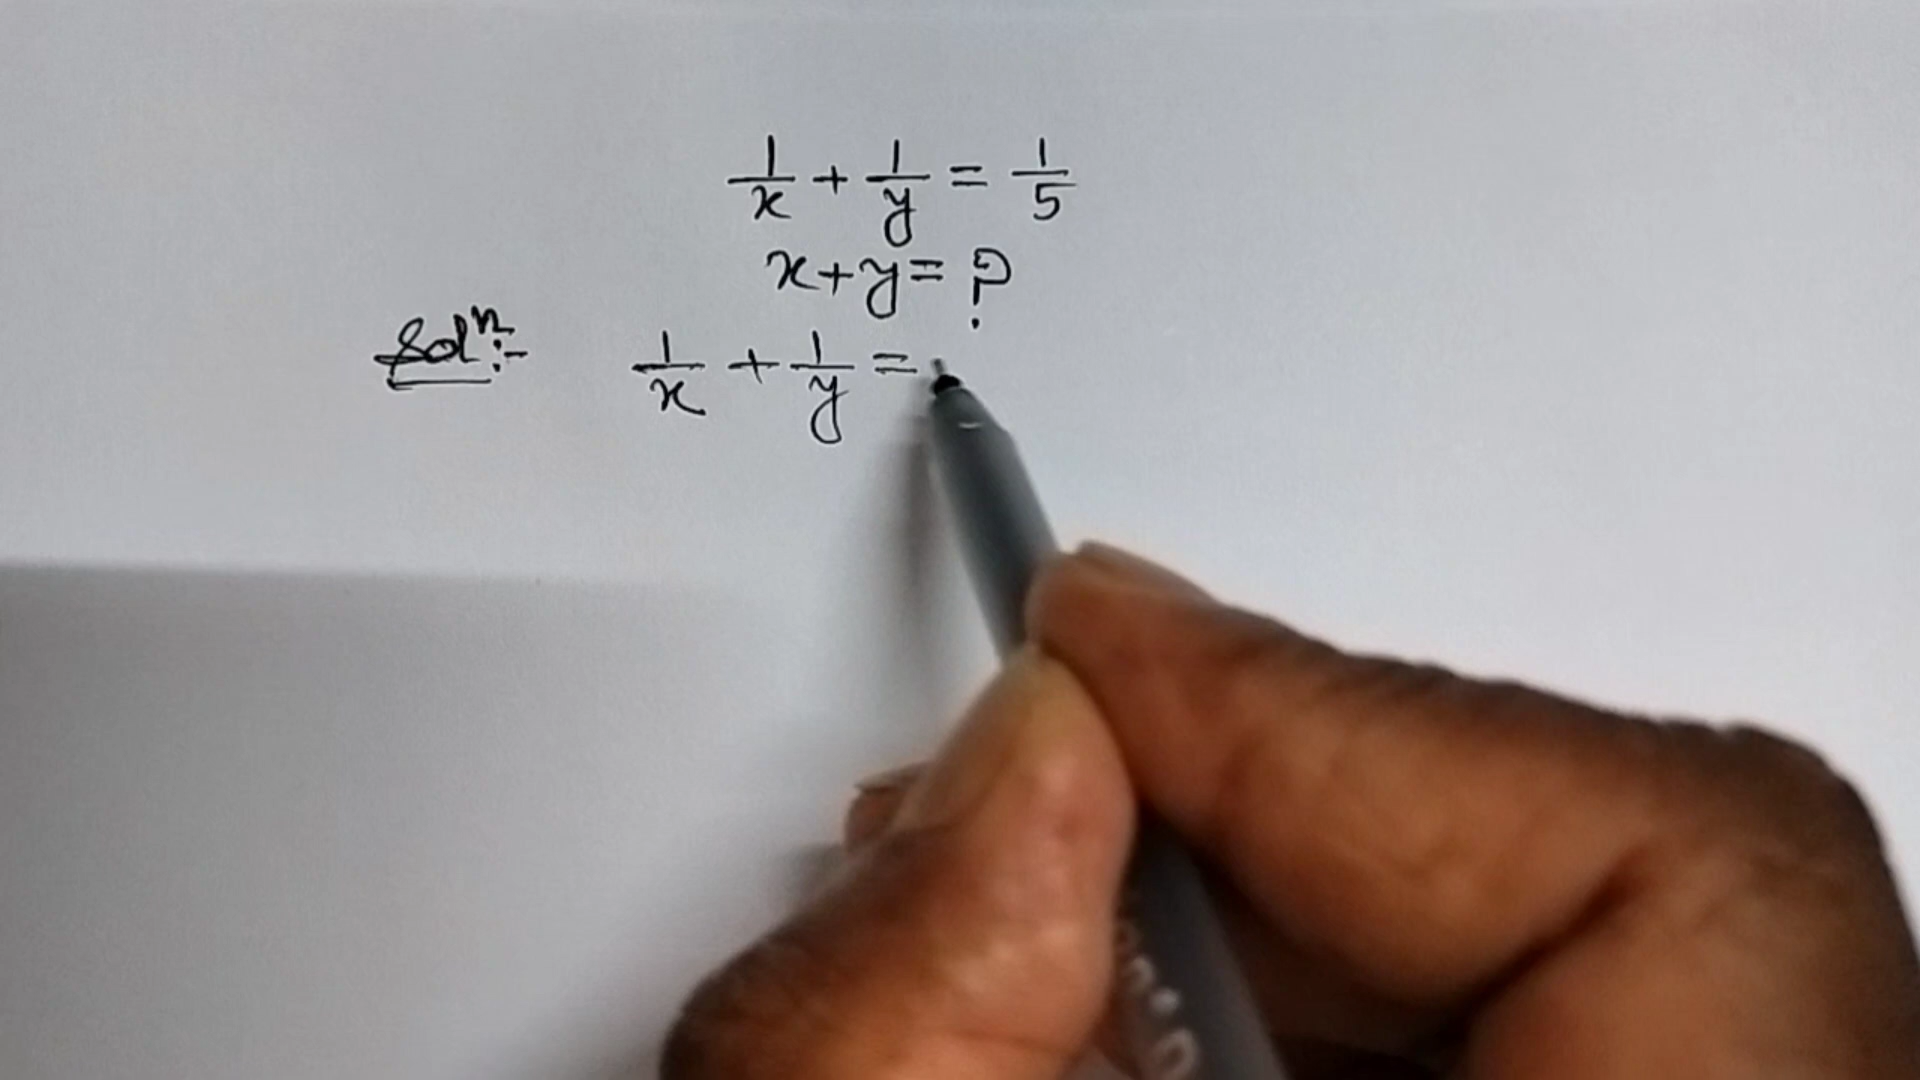 1/x + 1/y = 1/5
x+y= ?
Solⁿ:- 1/x + 1/y =